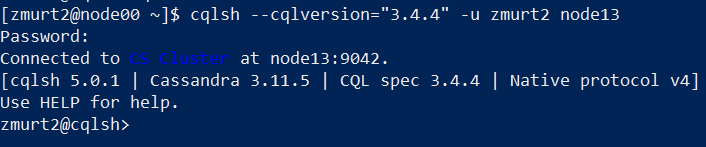 [zmurt2@node00 ~]$ cqlsh --cqlversion="3.4.4" -u zmurt2 node13
Password:
Connected to Cs Cluster at node13:9042.
[cqlsh 5.0.1 | Cassandra 3.11.5 | CQL spec 3.4.4 | Native protocol v4]
Use HELP for help.
zmurt2@cqlsh>